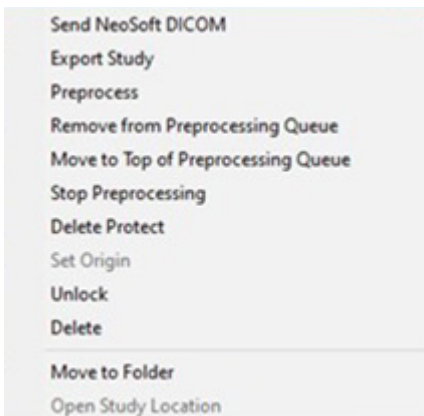 Send NeoSoft DICOM
Export Study
Preprocess
Remove from Preprocessing Queue
Move to Top of Preprocessing Queue
Stop Preprocessing
Delete Protect
Set Origin
Unlock
Delete
Move to Folder
Open Study Location